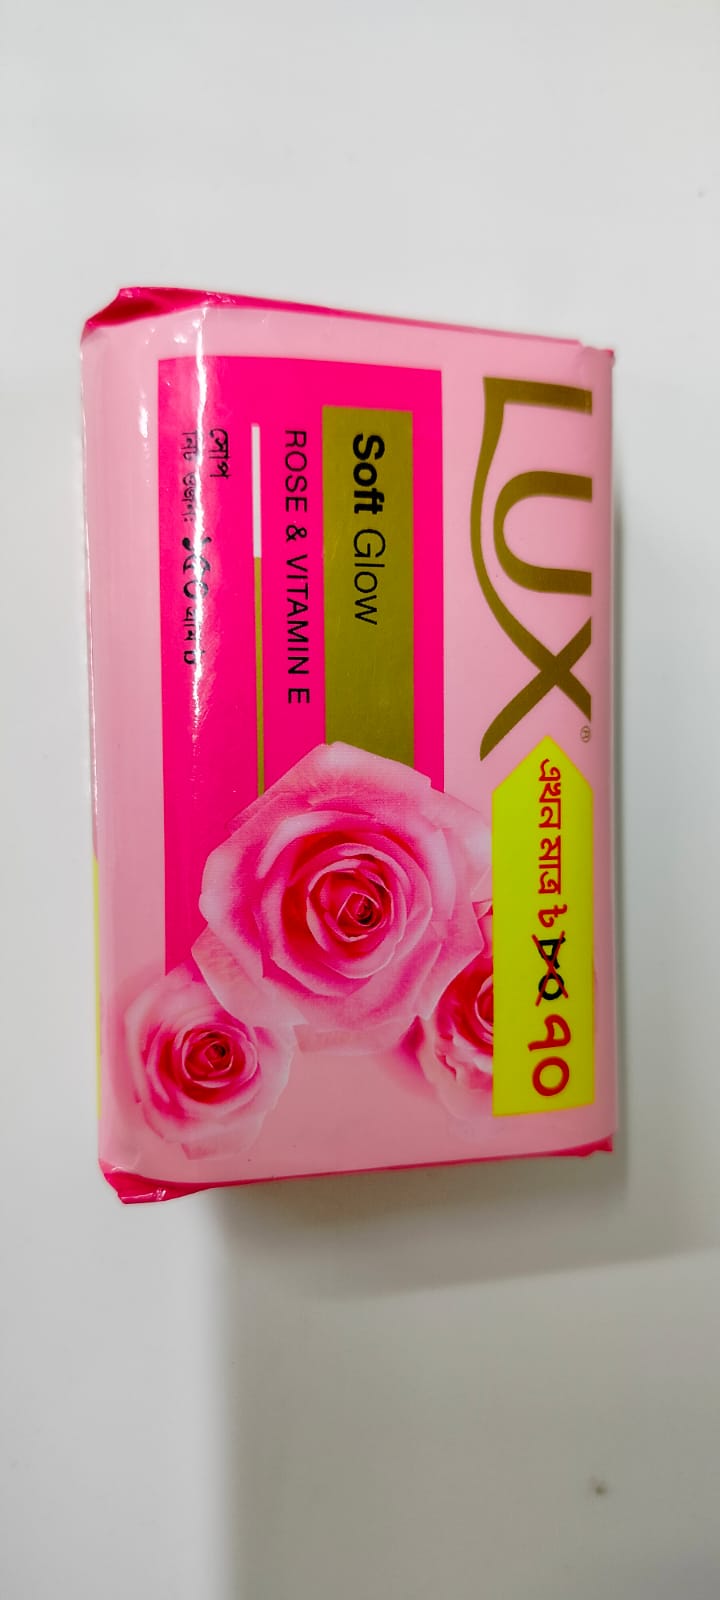 LUX®
এখন মাত্র ৳ ৮০ ৭০
Soft Glow
ROSE & VITAMIN E
সোপ
নিট ওজন: ১৫০ গ্রাম ℮